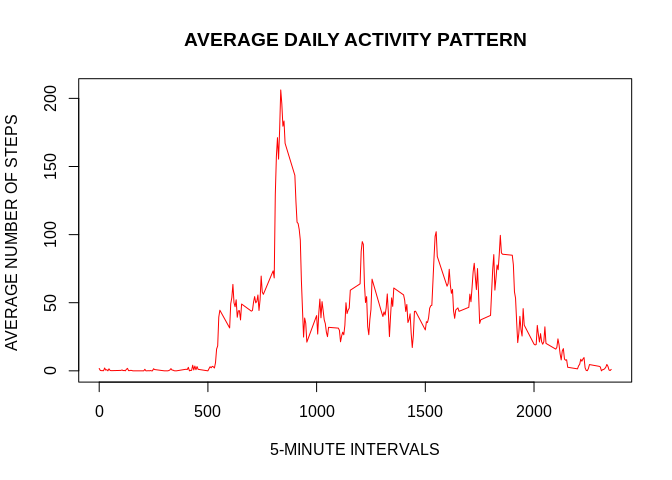 AVERAGE DAILY ACTIVITY PATTERN
AVERAGE NUMBER OF STEPS
200
150
100
50
0
0 500 1000 1500 2000
5-MINUTE INTERVALS